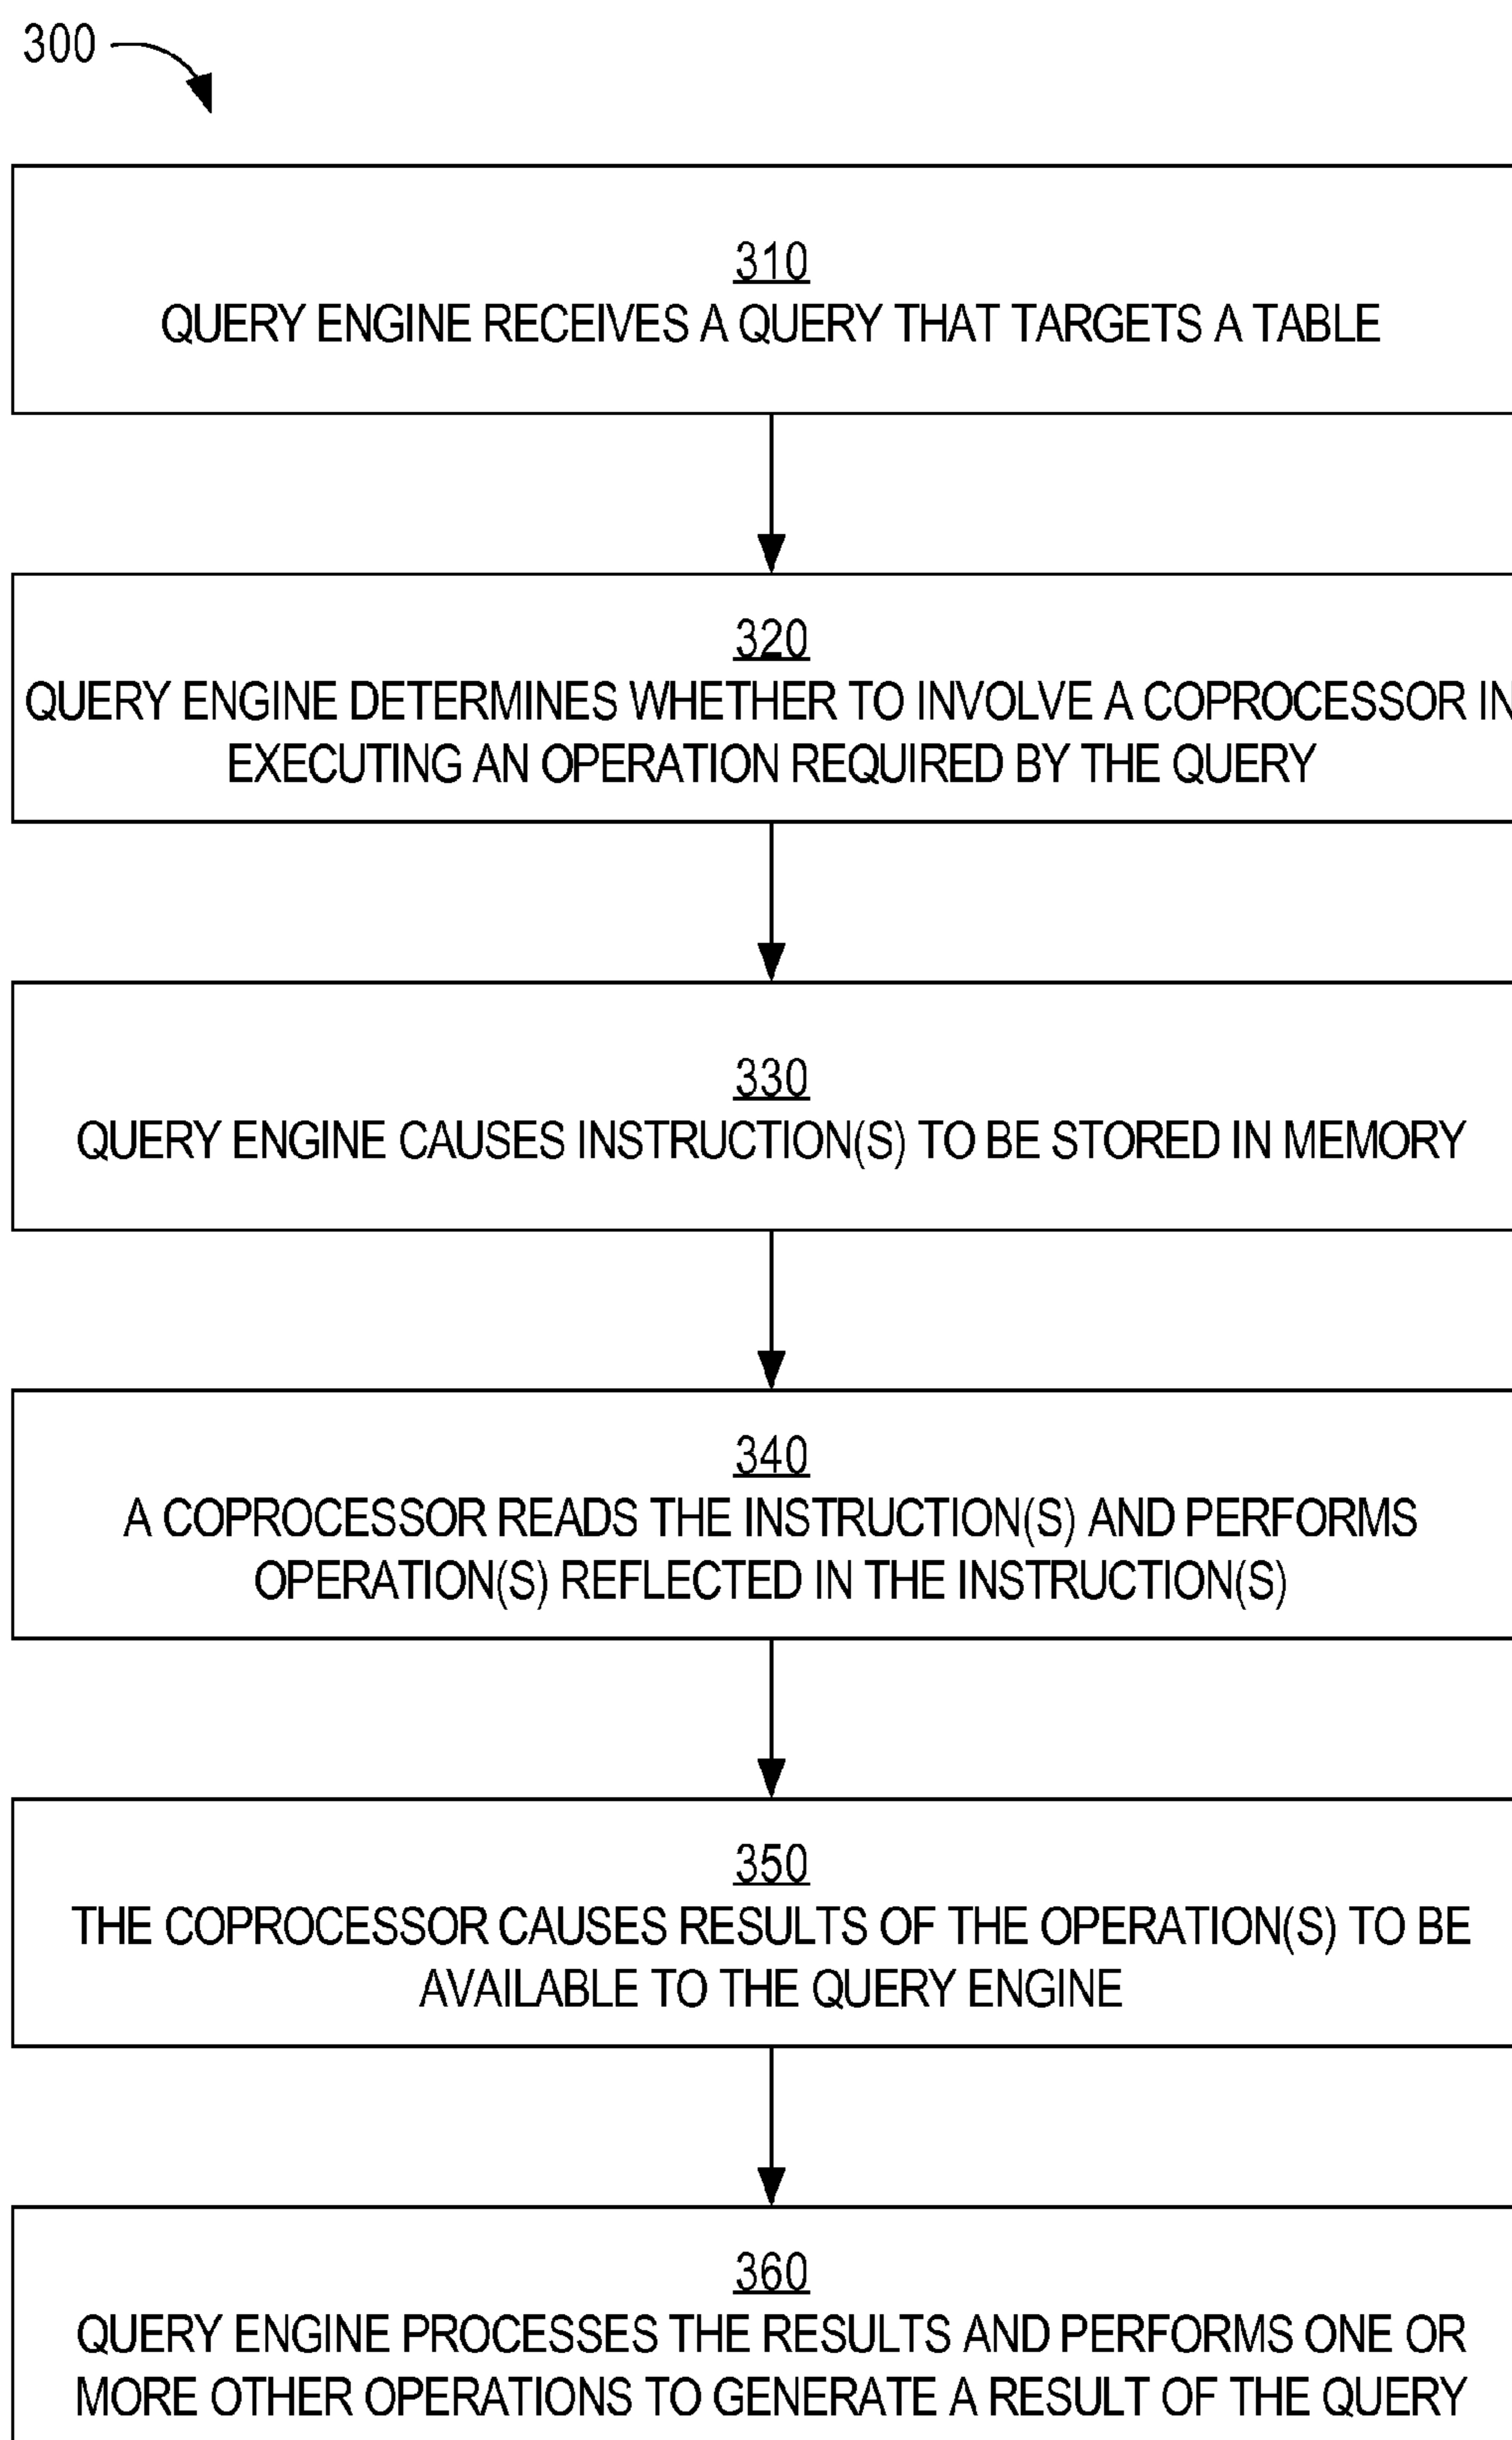 300
310
QUERY ENGINE RECEIVES A QUERY THAT TARGETS A TABLE
320
QUERY ENGINE DETERMINES WHETHER TO INVOLVE A COPROCESSOR IN
EXECUTING AN OPERATION REQUIRED BY THE QUERY
330
QUERY ENGINE CAUSES INSTRUCTION(S) TO BE STORED IN MEMORY
340
A COPROCESSOR READS THE INSTRUCTION(S) AND PERFORMS
OPERATION(S) REFLECTED IN THE INSTRUCTION(S)
350
THE COPROCESSOR CAUSES RESULTS OF THE OPERATION(S) TO BE
AVAILABLE TO THE QUERY ENGINE
360
QUERY ENGINE PROCESSES THE RESULTS AND PERFORMS ONE OR
MORE OTHER OPERATIONS TO GENERATE A RESULT OF THE QUERY